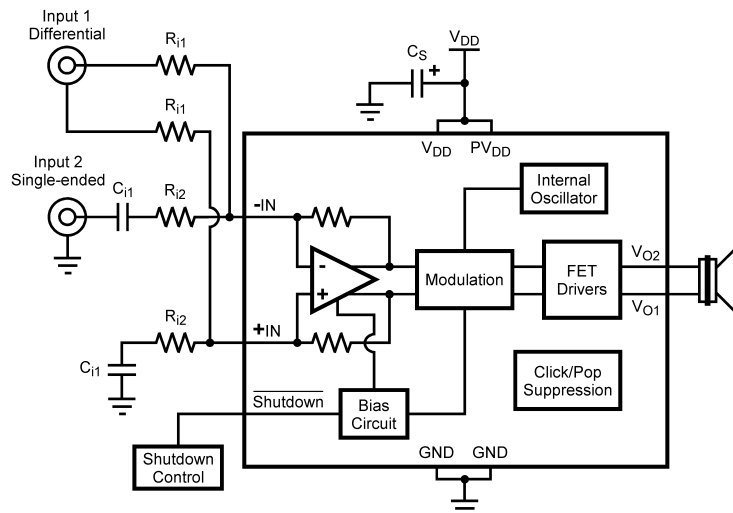 Input 1
Differential
R_i1
R_i1
C_S
+
V_DD
V_DD
PV_DD
Input 2
Single-ended
C_i1
R_i2
-IN
Internal
Oscillator
-
+
Modulation
FET
Drivers
V_O2
V_O1
R_i2
+IN
C_i1
Click/Pop
Suppression
Shutdown
Bias
Circuit
Shutdown
Control
GND
GND